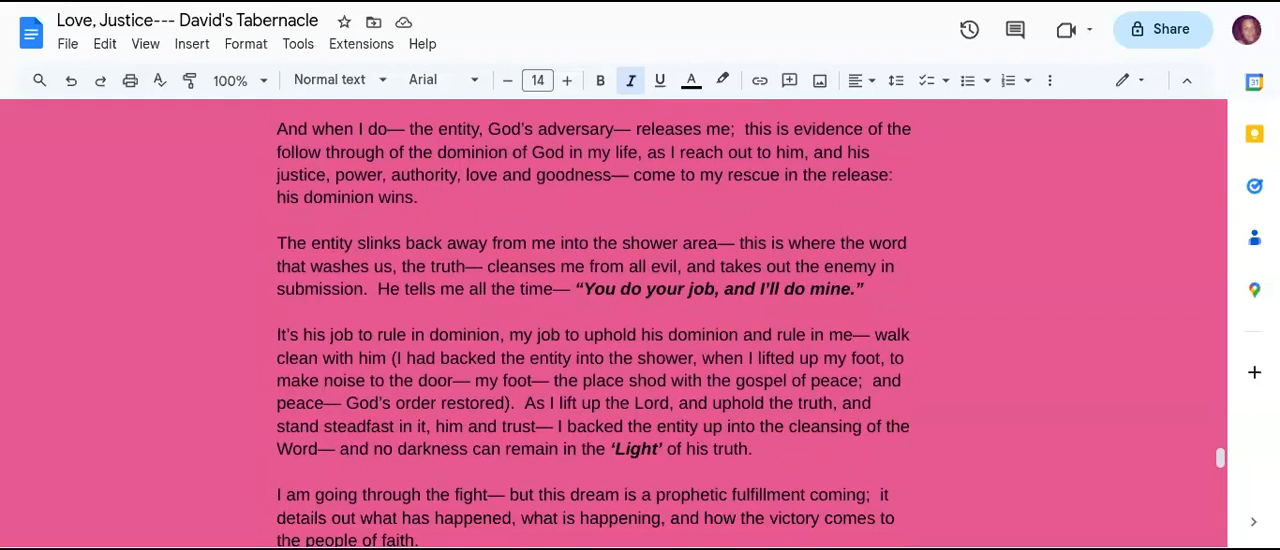 Love, Justice--- David's Tabernacle
File Edit View Insert Format Tools Extensions Help
Share
100% Normal text Arial 14 B I U A
And when I do— the entity, God's adversary— releases me;  this is evidence of the
follow through of the dominion of God in my life, as I reach out to him, and his
justice, power, authority, love and goodness— come to my rescue in the release:
his dominion wins.
The entity slinks back away from me into the shower area— this is where the word
that washes us, the truth— cleanses me from all evil, and takes out the enemy in
submission.  He tells me all the time— “You do your job, and I’ll do mine.”
It’s his job to rule in dominion, my job to uphold his dominion and rule in me— walk
clean with him (I had backed the entity into the shower, when I lifted up my foot, to
make noise to the door— my foot— the place shod with the gospel of peace;  and
peace— God’s order restored).  As I lift up the Lord, and uphold the truth, and
stand steadfast in it, him and trust— I backed the entity up into the cleansing of the
Word— and no darkness can remain in the ‘Light’ of his truth.
I am going through the fight— but this dream is a prophetic fulfillment coming;  it
details out what has happened, what is happening, and how the victory comes to
the people of faith.